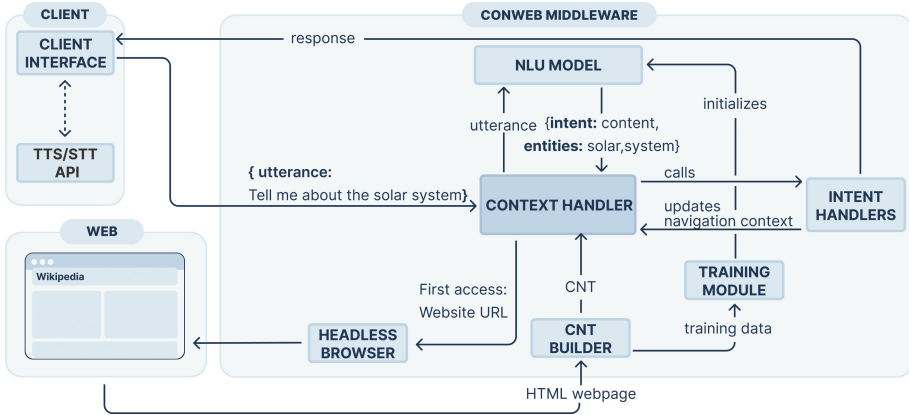 CLIENT
CONWEB MIDDLEWARE
CLIENT
INTERFACE
response
NLU MODEL
initializes
utterance
{intent: content,
entities: solar,system}
TTS/STT
API
{ utterance:
Tell me about the solar system}
calls
CONTEXT HANDLER
INTENT
HANDLERS
updates
navigation context
WEB
Wikipedia
TRAINING
MODULE
First access:
Website URL
CNT
HEADLESS
BROWSER
CNT
BUILDER
training data
HTML webpage